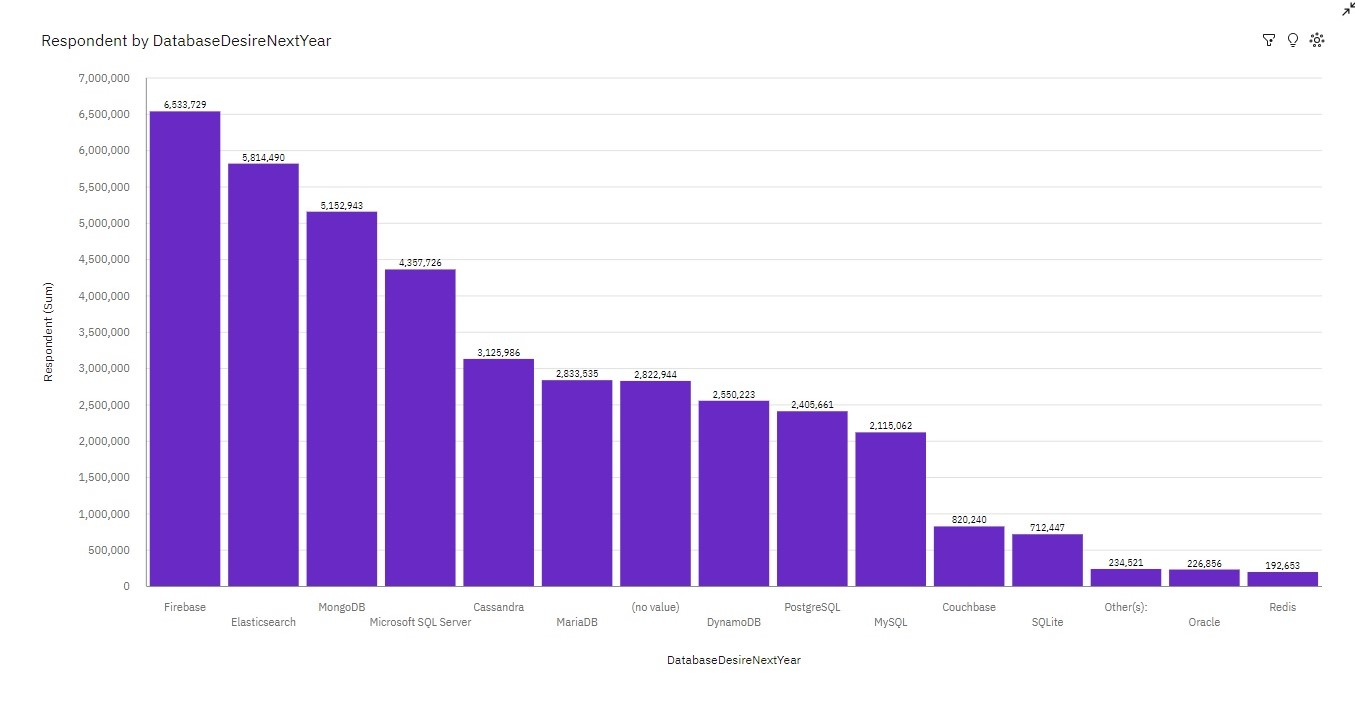 Respondent by DatabaseDesireNextYear
7,000,000
6,500,000
6,000,000
5,500,000
5,000,000
4,500,000
4,000,000
3,500,000
3,000,000
2,500,000
2,000,000
1,500,000
1,000,000
500,000
0
Respondent (Sum)
6,533,729
5,814,490
5,152,943
4,357,726
3,125,986
2,833,535
2,822,944
2,550,223
2,405,661
2,115,062
820,240
712,447
234,521
226,856
192,653
Firebase
Elasticsearch
MongoDB
Microsoft SQL Server
Cassandra
MariaDB
(no value)
DynamoDB
PostgreSQL
MySQL
Couchbase
SQLite
Other(s):
Oracle
Redis
DatabaseDesireNextYear